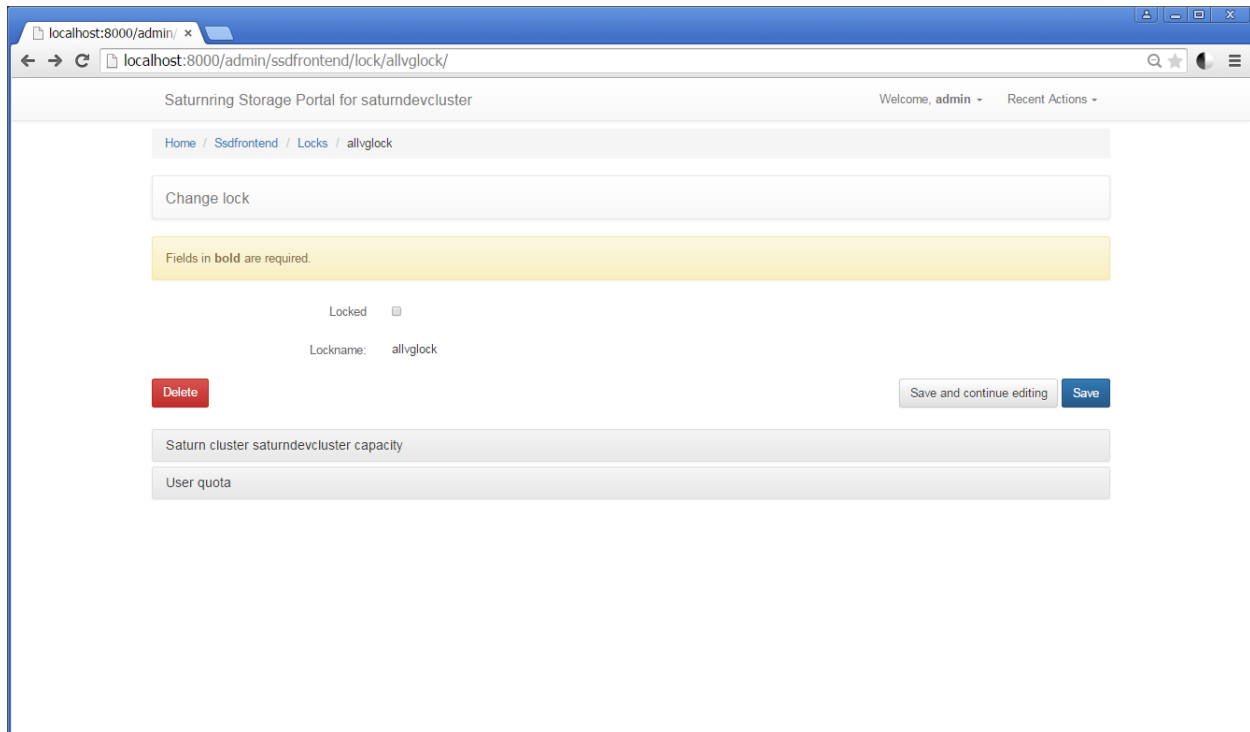 localhost:8000/admin/ ×
localhost:8000/admin/ssdfrontend/lock/allvglock/
Saturnring Storage Portal for saturndevcluster Welcome, admin Recent Actions
Home / Ssdfrontend / Locks / allvglock
Change lock
Fields in bold are required.
Locked
Lockname: allvglock
Delete Save and continue editing Save
Saturn cluster saturndevcluster capacity
User quota